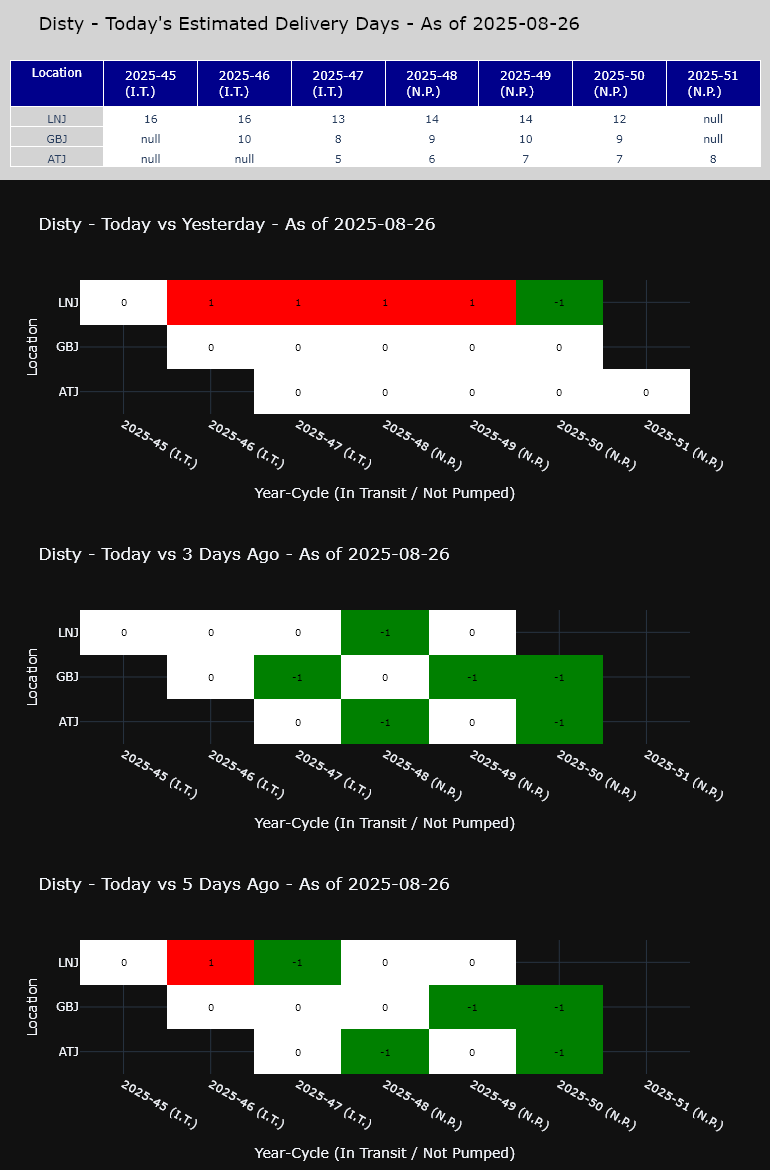 Disty - Today's Estimated Delivery Days - As of 2025-08-26
Location 2025-45 (I.T.) 2025-46 (I.T.) 2025-47 (I.T.) 2025-48 (N.P.) 2025-49 (N.P.) 2025-50 (N.P.) 2025-51 (N.P.)
LNJ 16 16 13 14 14 12 null
GBJ null 10 8 9 10 9 null
ATJ null null 5 6 7 7 8
Disty - Today vs Yesterday - As of 2025-08-26
Location
LNJ 0 1 1 1 1 -1
GBJ 0 0 0 0 0
ATJ 0 0 0 0 0
2025-45 (I.T.) 2025-46 (I.T.) 2025-47 (I.T.) 2025-48 (N.P.) 2025-49 (N.P.) 2025-50 (N.P.) 2025-51 (N.P.)
Year-Cycle (In Transit / Not Pumped)
Disty - Today vs 3 Days Ago - As of 2025-08-26
Location
LNJ 0 0 0 -1 0
GBJ 0 -1 0 -1 -1
ATJ 0 -1 0 -1
2025-45 (I.T.) 2025-46 (I.T.) 2025-47 (I.T.) 2025-48 (N.P.) 2025-49 (N.P.) 2025-50 (N.P.) 2025-51 (N.P.)
Year-Cycle (In Transit / Not Pumped)
Disty - Today vs 5 Days Ago - As of 2025-08-26
Location
LNJ 0 1 -1 0 0
GBJ 0 0 0 -1 -1
ATJ 0 -1 0 -1
2025-45 (I.T.) 2025-46 (I.T.) 2025-47 (I.T.) 2025-48 (N.P.) 2025-49 (N.P.) 2025-50 (N.P.) 2025-51 (N.P.)
Year-Cycle (In Transit / Not Pumped)